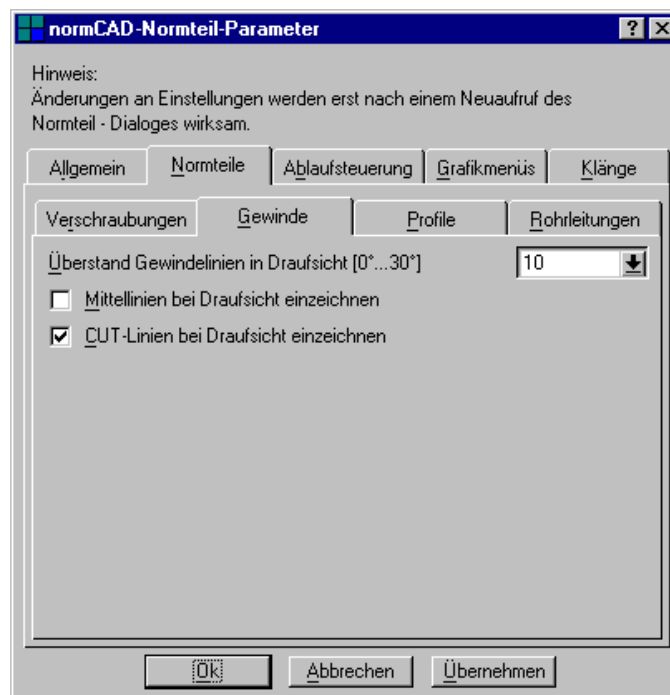 normCAD-Normteil-Parameter
Hinweis:
Änderungen an Einstellungen werden erst nach einem Neuaufruf des
Normteil - Dialoges wirksam.
Allgemein Normteile Ablaufsteuerung Grafikmenüs Klänge
Verschraubungen Gewinde Profile Rohrleitungen
Überstand Gewindelinien in Draufsicht [0°...30°] 10
Mittellinien bei Draufsicht einzeichnen
CUT-Linien bei Draufsicht einzeichnen
Ok Abbrechen Übernehmen